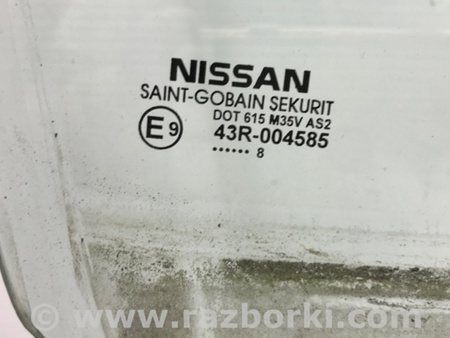 NISSAN
SAINT-GOBAIN SEKURIT
DOT 615 M35V AS2
E9 43R-004585
...... 8
www.razborki.com